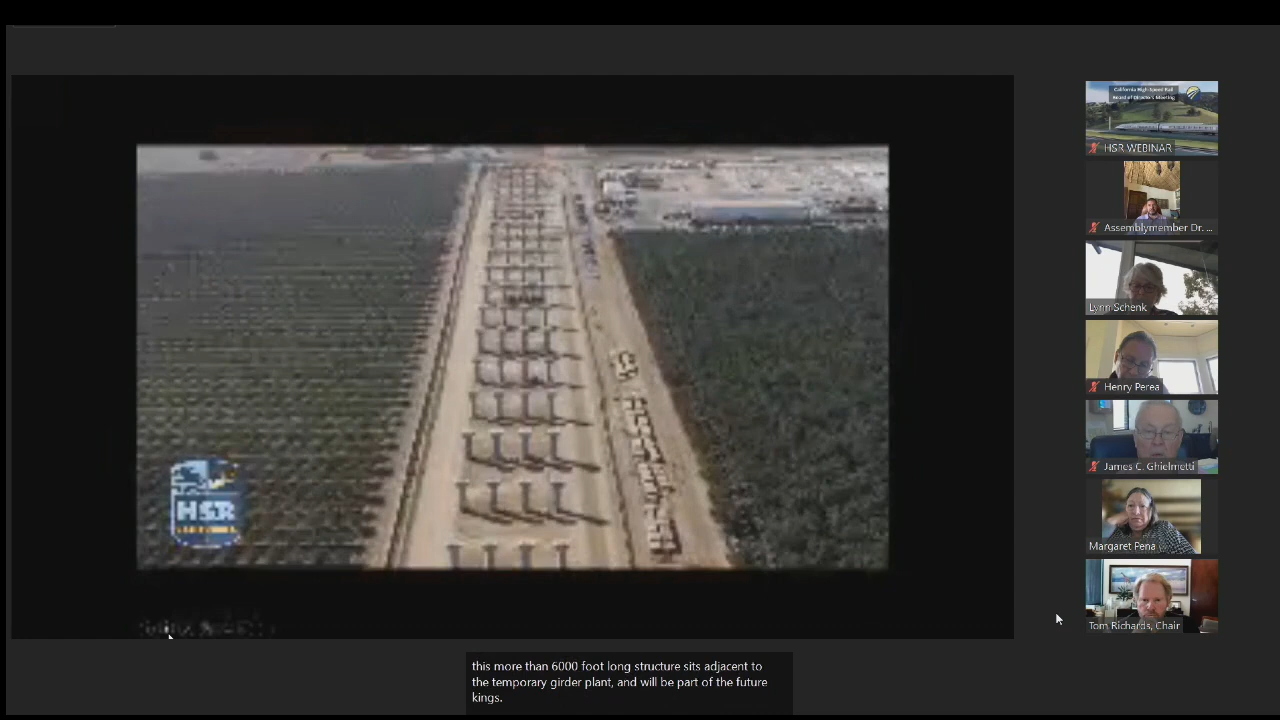 California High-Speed Rail
Board of Directors Meeting
HSR WEBINAR
Assemblymember Dr. ...
Lynn Schenk
Henry Perea
James C. Ghielmetti
Margaret Pena
Tom Richards, Chair
HSR
this more than 6000 foot long structure sits adjacent to
the temporary girder plant, and will be part of the future
kings.